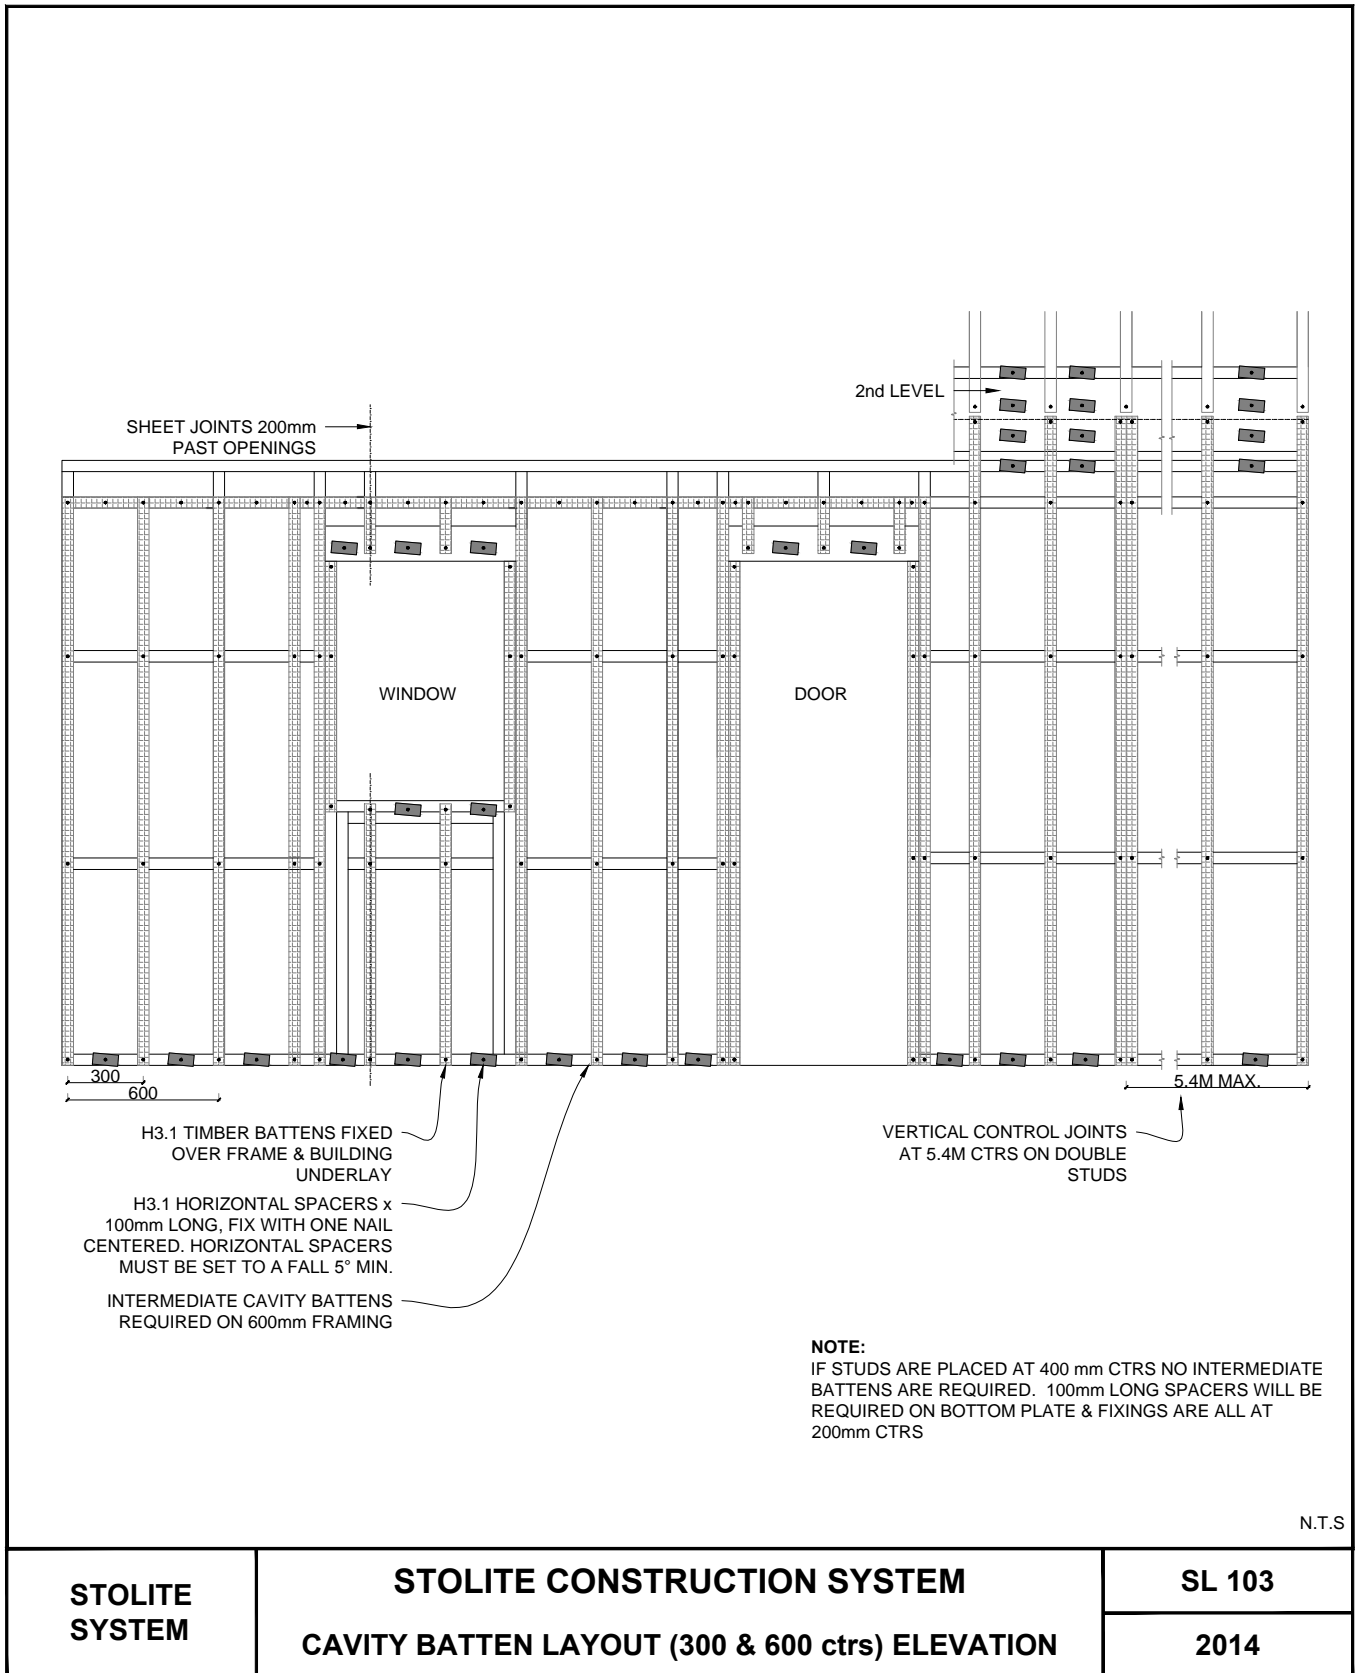 2nd LEVEL
SHEET JOINTS 200mm
PAST OPENINGS
WINDOW
DOOR
300
600
5.4M MAX.
H3.1 TIMBER BATTENS FIXED
OVER FRAME & BUILDING
UNDERLAY
VERTICAL CONTROL JOINTS
AT 5.4M CTRS ON DOUBLE
STUDS
H3.1 HORIZONTAL SPACERS x
100mm LONG, FIX WITH ONE NAIL
CENTERED. HORIZONTAL SPACERS
MUST BE SET TO A FALL 5° MIN.
INTERMEDIATE CAVITY BATTENS
REQUIRED ON 600mm FRAMING
NOTE:
IF STUDS ARE PLACED AT 400 mm CTRS NO INTERMEDIATE
BATTENS ARE REQUIRED. 100mm LONG SPACERS WILL BE
REQUIRED ON BOTTOM PLATE & FIXINGS ARE ALL AT
200mm CTRS
N.T.S
STOLITE
SYSTEM
STOLITE CONSTRUCTION SYSTEM
CAVITY BATTEN LAYOUT (300 & 600 ctrs) ELEVATION
SL 103
2014